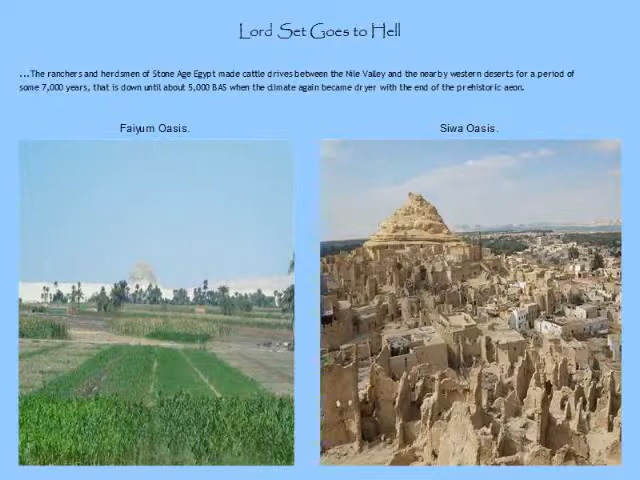 Lord Set Goes to Hell
...The ranchers and herdsmen of Stone Age Egypt made cattle drives between the Nile Valley and the nearby western deserts for a period of
some 7,000 years, that is down until about 5,000 BAS when the climate again became dryer with the end of the prehistoric aeon.
Faiyum Oasis.
Siwa Oasis.